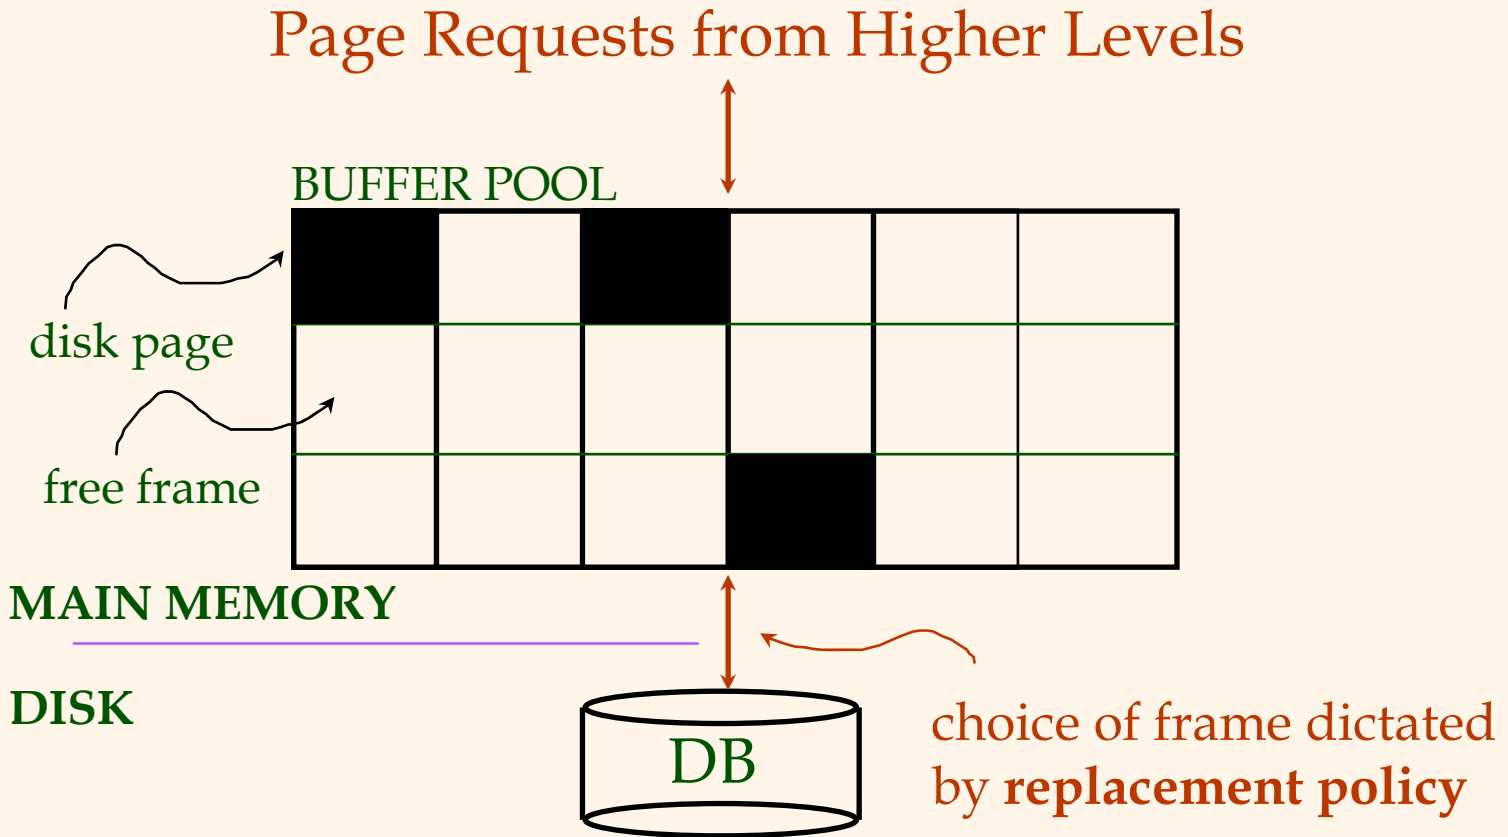 Page Requests from Higher Levels
BUFFER POOL
disk page
free frame
MAIN MEMORY
DISK
DB
choice of frame dictated
by replacement policy